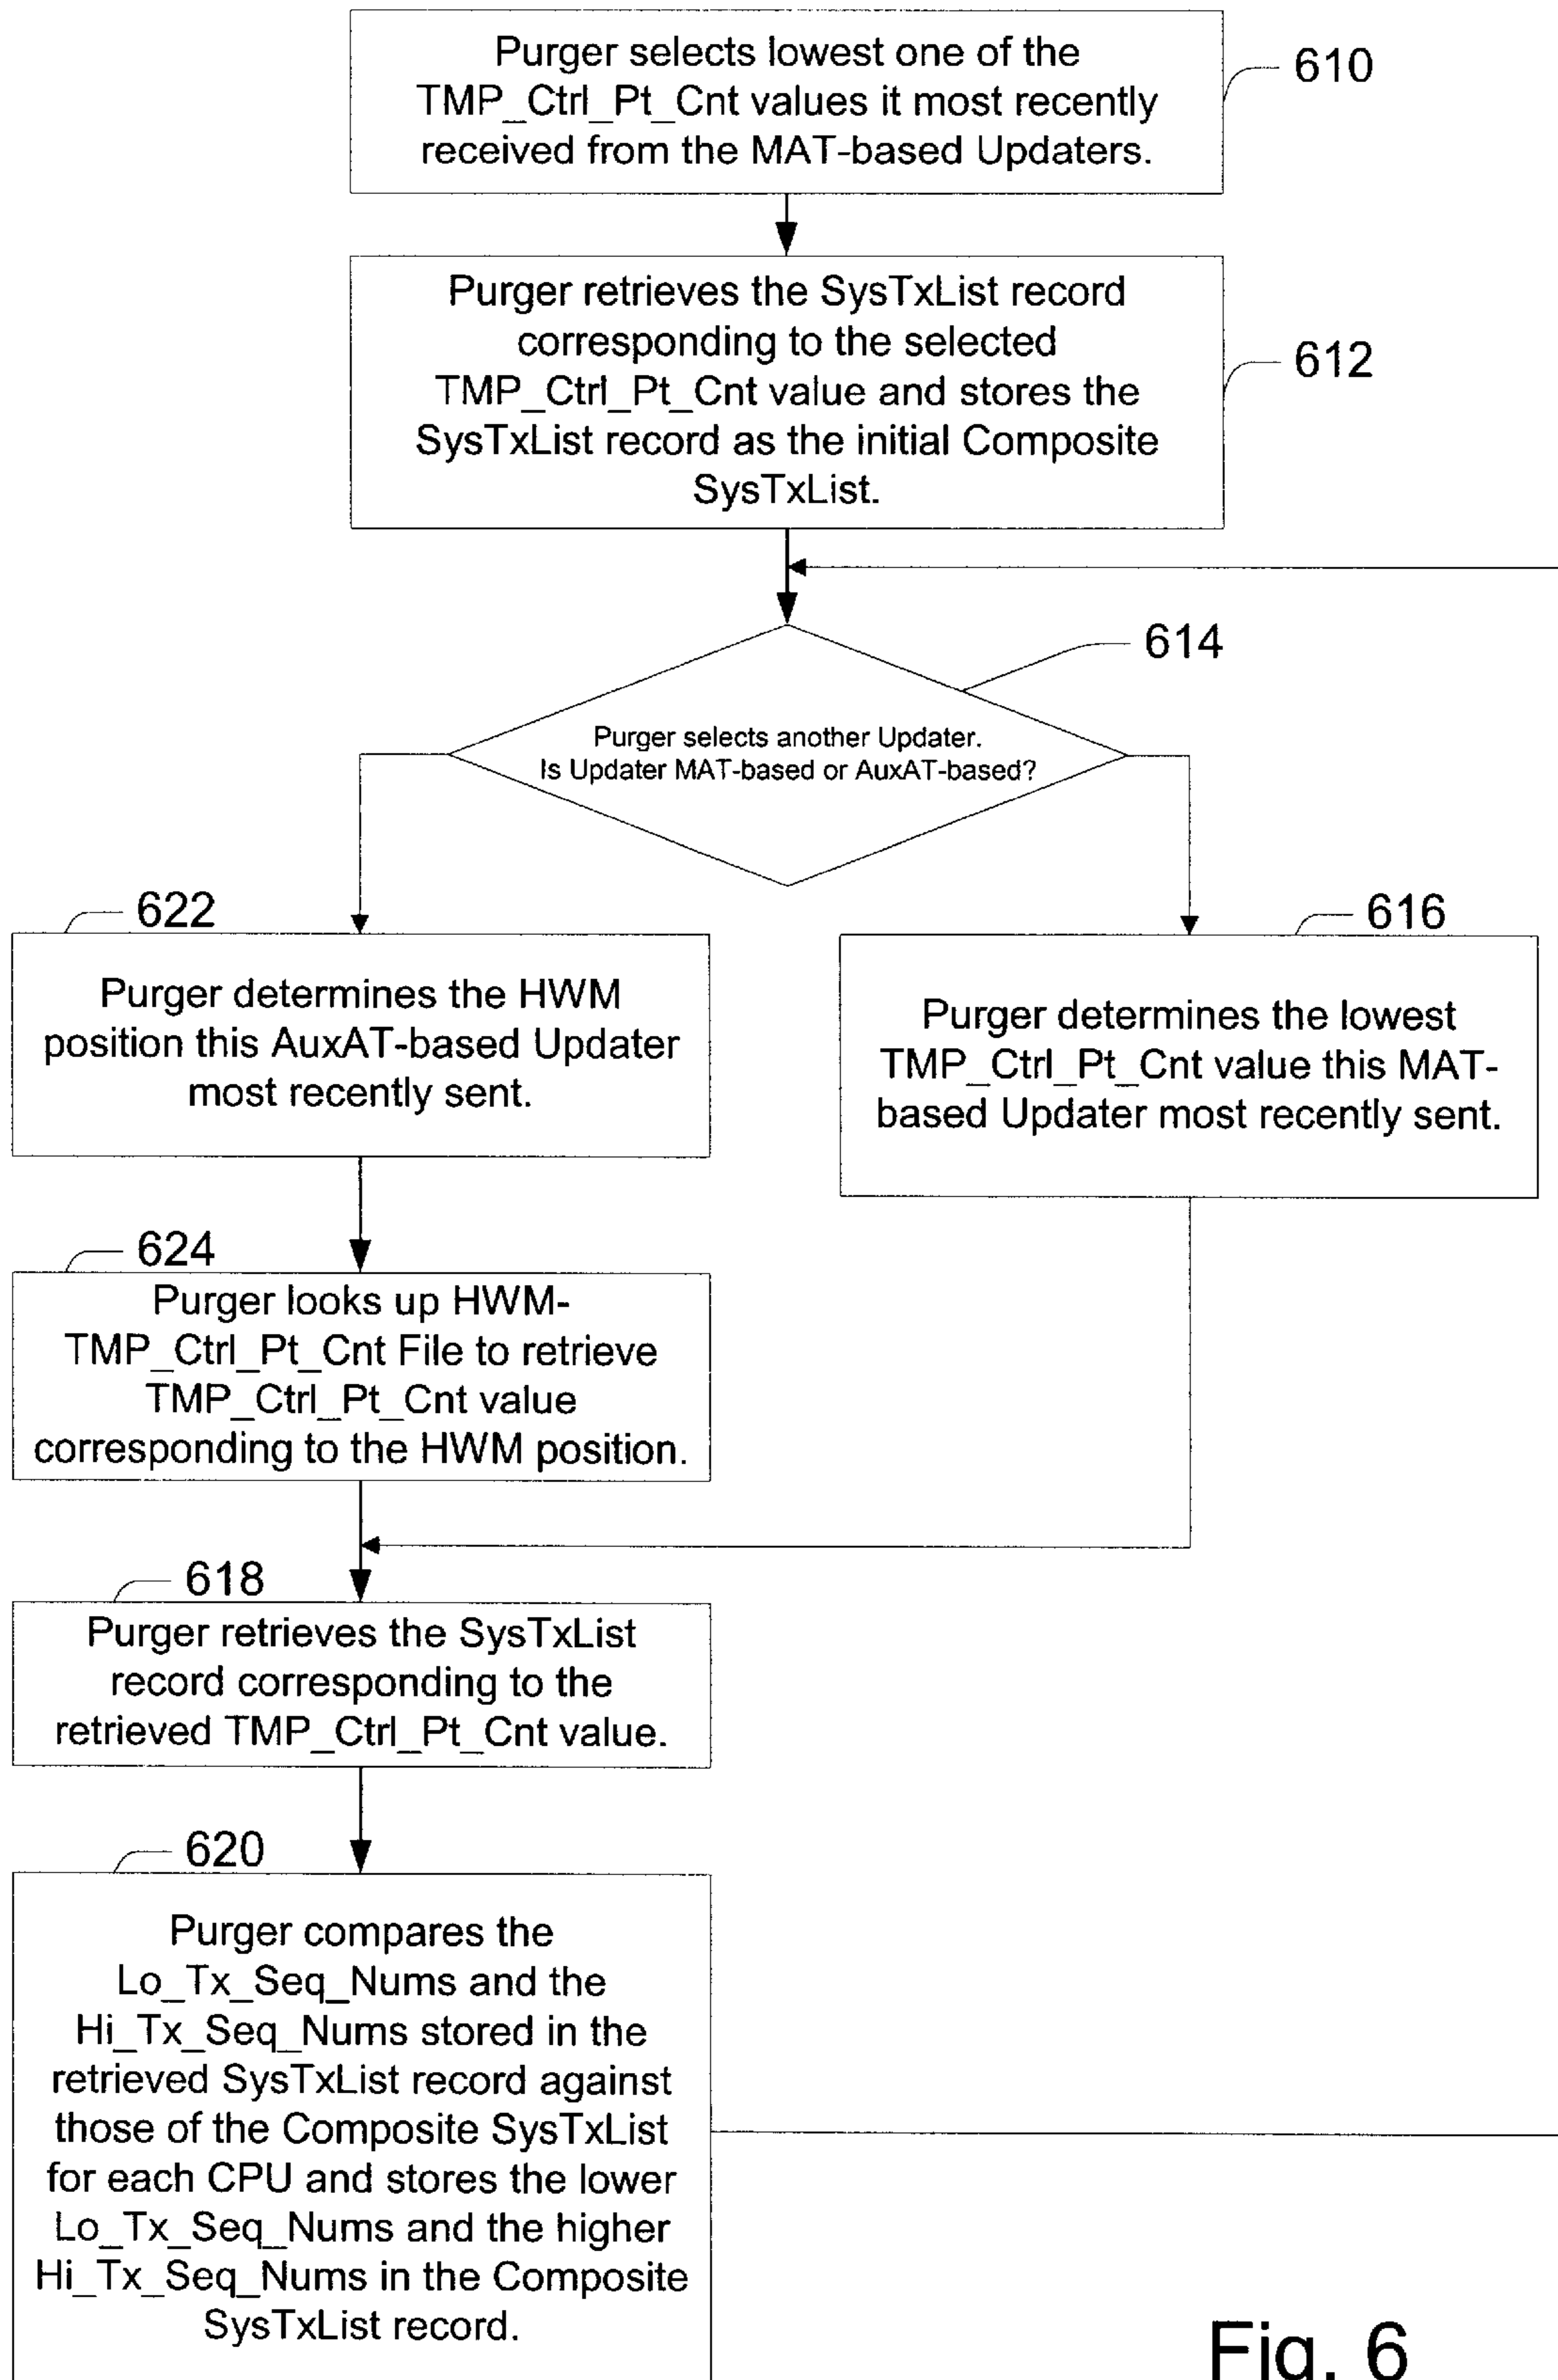 Purger selects lowest one of the
TMP_Ctrl_Pt_Cnt values it most recently
received from the MAT-based Updaters.
610
Purger retrieves the SysTxList record
corresponding to the selected
TMP_Ctrl_Pt_Cnt value and stores the
SysTxList record as the initial Composite
SysTxList.
612
614
Purger selects another Updater.
Is Updater MAT-based or AuxAT-based?
622
Purger determines the HWM
position this AuxAT-based Updater
most recently sent.
616
Purger determines the lowest
TMP_Ctrl_Pt_Cnt value this MAT-
based Updater most recently sent.
624
Purger looks up HWM-
TMP_Ctrl_Pt_Cnt File to retrieve
TMP_Ctrl_Pt_Cnt value
corresponding to the HWM position.
618
Purger retrieves the SysTxList
record corresponding to the
retrieved TMP_Ctrl_Pt_Cnt value.
620
Purger compares the
Lo_Tx_Seq_Nums and the
Hi_Tx_Seq_Nums stored in the
retrieved SysTxList record against
those of the Composite SysTxList
for each CPU and stores the lower
Lo_Tx_Seq_Nums and the higher
Hi_Tx_Seq_Nums in the Composite
SysTxList record.
Fig. 6